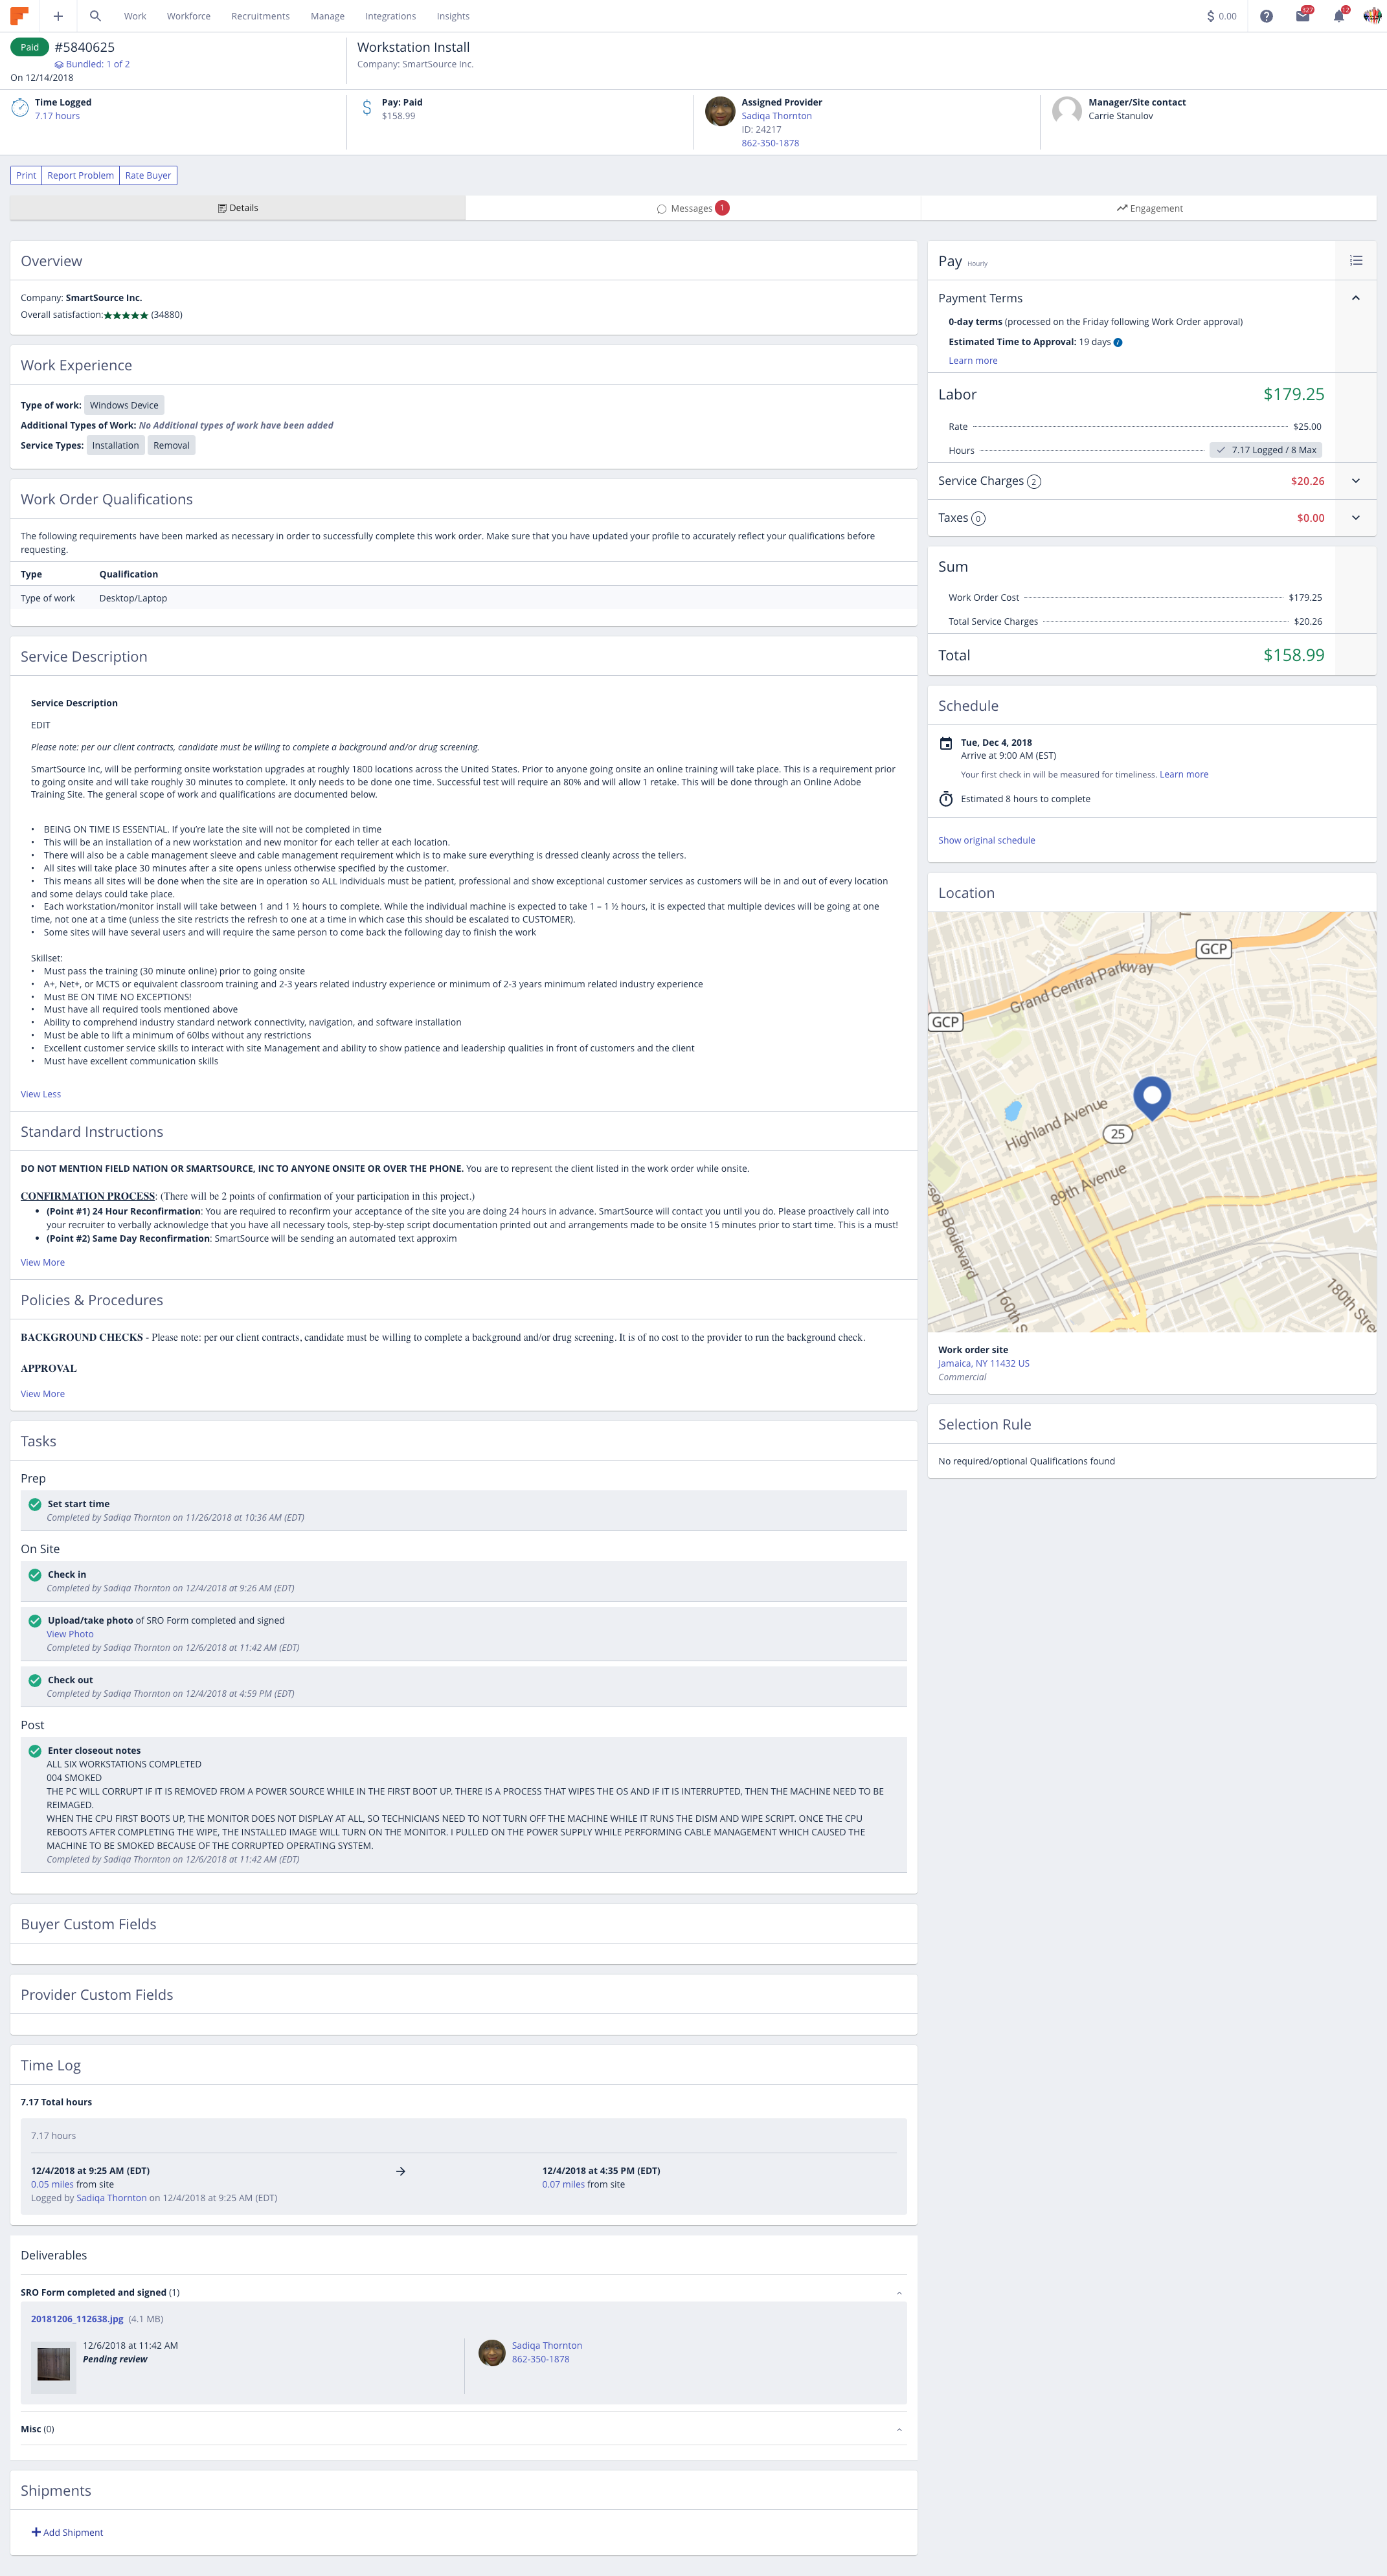 Work Workforce Recruitments Manage Integrations Insights $ 0.00 327 12
Paid #5840625
Bundled: 1 of 2
On 12/14/2018
Workstation Install
Company: SmartSource Inc.
Time Logged
7.17 hours
Pay: Paid
$158.99
Assigned Provider
Sadiqa Thornton
ID: 24217
862-350-1878
Manager/Site contact
Carrie Stanulov
Print Report Problem Rate Buyer
Details Messages 1 Engagement
Overview
Company: SmartSource Inc.
Overall satisfaction:★★★★★ (34880)
Work Experience
Type of work: Windows Device
Additional Types of Work: No Additional types of work have been added
Service Types: Installation Removal
Work Order Qualifications
The following requirements have been marked as necessary in order to successfully complete this work order. Make sure that you have updated your profile to accurately reflect your qualifications before
requesting.
Type Qualification
Type of work Desktop/Laptop
Service Description
Service Description
EDIT
Please note: per our client contracts, candidate must be willing to complete a background and/or drug screening.
SmartSource Inc, will be performing onsite workstation upgrades at roughly 1800 locations across the United States. Prior to anyone going onsite an online training will take place. This is a requirement prior
to going onsite and will take roughly 30 minutes to complete. It only needs to be done one time. Successful test will require an 80% and will allow 1 retake. This will be done through an Online Adobe
Training Site. The general scope of work and qualifications are documented below.
• BEING ON TIME IS ESSENTIAL. If you're late the site will not be completed in time
• This will be an installation of a new workstation and new monitor for each teller at each location.
• There will also be a cable management sleeve and cable management requirement which is to make sure everything is dressed cleanly across the tellers.
• All sites will take place 30 minutes after a site opens unless otherwise specified by the customer.
• This means all sites will be done when the site are in operation so ALL individuals must be patient, professional and show exceptional customer services as customers will be in and out of every location
and some delays could take place.
• Each workstation/monitor install will take between 1 and 1 ½ hours to complete. While the individual machine is expected to take 1 – 1 ½ hours, it is expected that multiple devices will be going at one
time, not one at a time (unless the site restricts the refresh to one at a time in which case this should be escalated to CUSTOMER).
• Some sites will have several users and will require the same person to come back the following day to finish the work
Skillset:
• Must pass the training (30 minute online) prior to going onsite
• A+, Net+, or MCTS or equivalent classroom training and 2-3 years related industry experience or minimum of 2-3 years minimum related industry experience
• Must BE ON TIME NO EXCEPTIONS!
• Must have all required tools mentioned above
• Ability to comprehend industry standard network connectivity, navigation, and software installation
• Must be able to lift a minimum of 60lbs without any restrictions
• Excellent customer service skills to interact with site Management and ability to show patience and leadership qualities in front of customers and the client
• Must have excellent communication skills
View Less
Standard Instructions
DO NOT MENTION FIELD NATION OR SMARTSOURCE, INC TO ANYONE ONSITE OR OVER THE PHONE. You are to represent the client listed in the work order while onsite.
CONFIRMATION PROCESS: (There will be 2 points of confirmation of your participation in this project.)
• (Point #1) 24 Hour Reconfirmation: You are required to reconfirm your acceptance of the site you are doing 24 hours in advance. SmartSource will contact you until you do. Please proactively call into
your recruiter to verbally acknowledge that you have all necessary tools, step-by-step script documentation printed out and arrangements made to be onsite 15 minutes prior to start time. This is a must!
• (Point #2) Same Day Reconfirmation: SmartSource will be sending an automated text approxim
View More
Policies & Procedures
BACKGROUND CHECKS - Please note: per our client contracts, candidate must be willing to complete a background and/or drug screening. It is of no cost to the provider to run the background check.
APPROVAL
View More
Tasks
Prep
Set start time
Completed by Sadiqa Thornton on 11/26/2018 at 10:36 AM (EDT)
On Site
Check in
Completed by Sadiqa Thornton on 12/4/2018 at 9:26 AM (EDT)
Upload/take photo of SRO Form completed and signed
View Photo
Completed by Sadiqa Thornton on 12/6/2018 at 11:42 AM (EDT)
Check out
Completed by Sadiqa Thornton on 12/4/2018 at 4:59 PM (EDT)
Post
Enter closeout notes
ALL SIX WORKSTATIONS COMPLETED
004 SMOKED
THE PC WILL CORRUPT IF IT IS REMOVED FROM A POWER SOURCE WHILE IN THE FIRST BOOT UP. THERE IS A PROCESS THAT WIPES THE OS AND IF IT IS INTERRUPTED, THEN THE MACHINE NEED TO BE
REIMAGED.
WHEN THE CPU FIRST BOOTS UP, THE MONITOR DOES NOT DISPLAY AT ALL, SO TECHNICIANS NEED TO NOT TURN OFF THE MACHINE WHILE IT RUNS THE DISM AND WIPE SCRIPT. ONCE THE CPU
REBOOTS AFTER COMPLETING THE WIPE, THE INSTALLED IMAGE WILL TURN ON THE MONITOR. I PULLED ON THE POWER SUPPLY WHILE PERFORMING CABLE MANAGEMENT WHICH CAUSED THE
MACHINE TO BE SMOKED BECAUSE OF THE CORRUPTED OPERATING SYSTEM.
Completed by Sadiqa Thornton on 12/6/2018 at 11:42 AM (EDT)
Buyer Custom Fields
Provider Custom Fields
Time Log
7.17 Total hours
7.17 hours
12/4/2018 at 9:25 AM (EDT) → 12/4/2018 at 4:35 PM (EDT)
0.05 miles from site 0.07 miles from site
Logged by Sadiqa Thornton on 12/4/2018 at 9:25 AM (EDT)
Deliverables
SRO Form completed and signed (1)
20181206_112638.jpg (4.1 MB)
12/6/2018 at 11:42 AM
Pending review
Sadiqa Thornton
862-350-1878
Misc (0)
Shipments
Add Shipment
Pay Hourly
Payment Terms
0-day terms (processed on the Friday following Work Order approval)
Estimated Time to Approval: 19 days
Learn more
Labor $179.25
Rate $25.00
Hours 7.17 Logged / 8 Max
Service Charges 2 $20.26
Taxes 0 $0.00
Sum
Work Order Cost $179.25
Total Service Charges $20.26
Total $158.99
Schedule
Tue, Dec 4, 2018
Arrive at 9:00 AM (EST)
Your first check in will be measured for timeliness. Learn more
Estimated 8 hours to complete
Show original schedule
Location
GCP
Grand Central Parkway
GCP
Highland Avenue
25
89th Avenue
sons Boulevard
160th S
180th Stre
Work order site
Jamaica, NY 11432 US
Commercial
Selection Rule
No required/optional Qualifications found